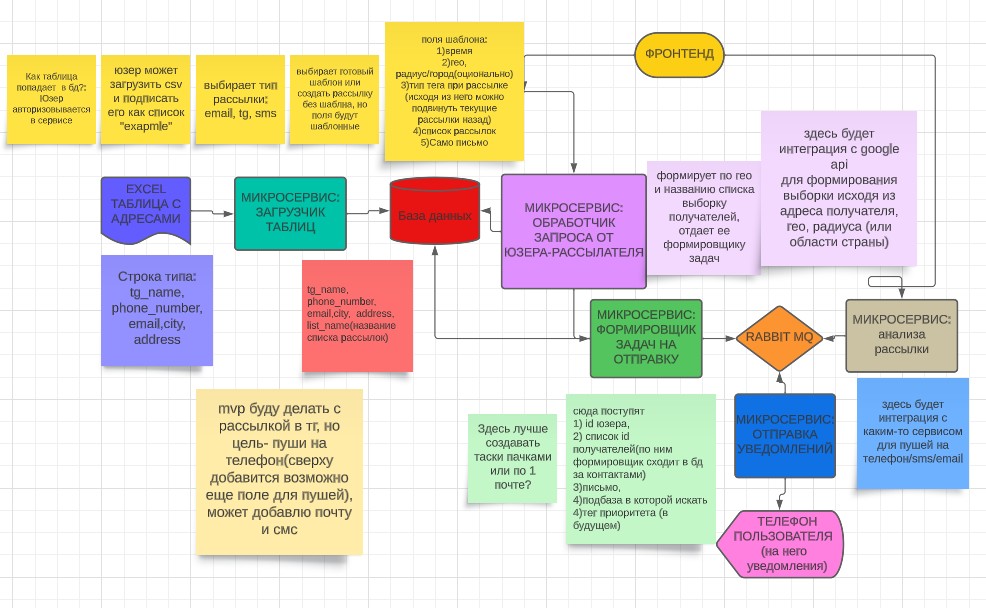 Как таблица
попадает в бд?:
Юзер
авторизовывается
в сервисе
юзер может
загрузить csv
и подписать
его как список
"exapmle"
выбирает тип
рассылки:
email, tg, sms
выбирает готовый
шаблон или
создать рассылку
без шаблна, но
поля будут
шаблонные
поля шаблона:
1)время
2)гео,
радиус/город(оционально)
3)тип тега при рассылке
(исходя из него можно
подвинуть текущие
рассылки назад)
4)список рассылок
5)Само письмо
ФРОНТЕНД
EXCEL
ТАБЛИЦА С
АДРЕСАМИ
МИКРОСЕРВИС:
ЗАГРУЗЧИК
ТАБЛИЦ
База данных
МИКРОСЕРВИС:
ОБРАБОТЧИК
ЗАПРОСА ОТ
ЮЗЕРА-РАССЫЛАТЕЛЯ
формирует по гео
и названию списка
выборку
получателей,
отдает ее
формировщику
задач
здесь будет
интеграция с google
api
для формирования
выборки исходя из
адреса получателя,
гео, радиуса (или
области страны)
Строка типа:
tg_name,
phone_number,
email,city,
address
tg_name,
phone_number,
email,city, address,
list_name(название
списка рассылок)
МИКРОСЕРВИС:
ФОРМИРОВЩИК
ЗАДАЧ НА
ОТПРАВКУ
RABBIT MQ
МИКРОСЕРВИС:
анализа
рассылки
mvp буду делать с
рассылкой в тг, но
цель- пуши на
телефон(сверху
добавится возможно
еще поле для пушей),
может добавлю почту
и смс
Здесь лучше
создавать
таски пачками
или по 1
почте?
сюда поступят
1) id юзера,
2) список id
получателей(по ним
формировщик сходит в бд
за контактами)
3)письмо,
4)подбаза в которой искать
4)тег приоритета (в
будущем)
МИКРОСЕРВИС:
ОТПРАВКА
УВЕДОМЛЕНИЙ
здесь будет
интеграция с
каким-то сервисом
для пушей на
телефон/sms/email
ТЕЛЕФОН
ПОЛЬЗОВАТЕЛЯ
(на него
уведомления)